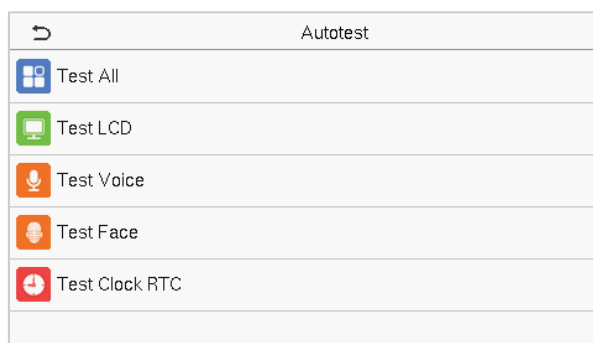 Autotest
Test All
Test LCD
Test Voice
Test Face
Test Clock RTC